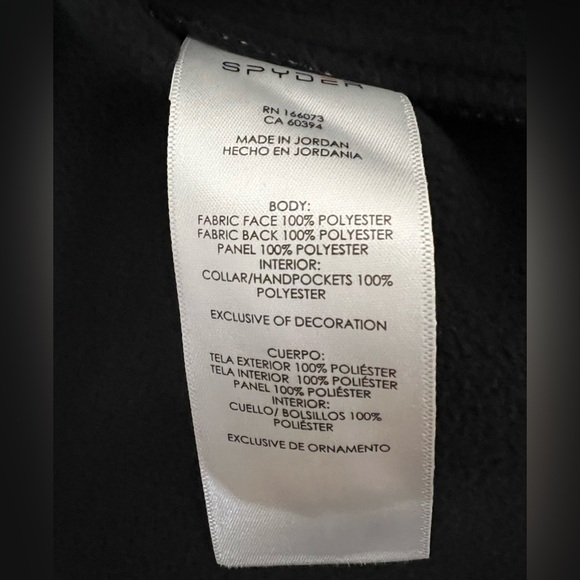 SPYDER
RN 166073
CA 60394
MADE IN JORDAN
HECHO EN JORDANIA
BODY:
FABRIC FACE 100% POLYESTER
FABRIC BACK 100% POLYESTER
PANEL 100% POLYESTER
INTERIOR:
COLLAR/HANDPOCKETS 100%
POLYESTER
EXCLUSIVE OF DECORATION
CUERPO:
TELA EXTERIOR 100% POLIÉSTER
TELA INTERIOR 100% POLIÉSTER
PANEL 100% POLIÉSTER
INTERIOR:
CUELLO/ BOLSILLOS 100%
POLIÉSTER
EXCLUSIVE DE ORNAMENTO